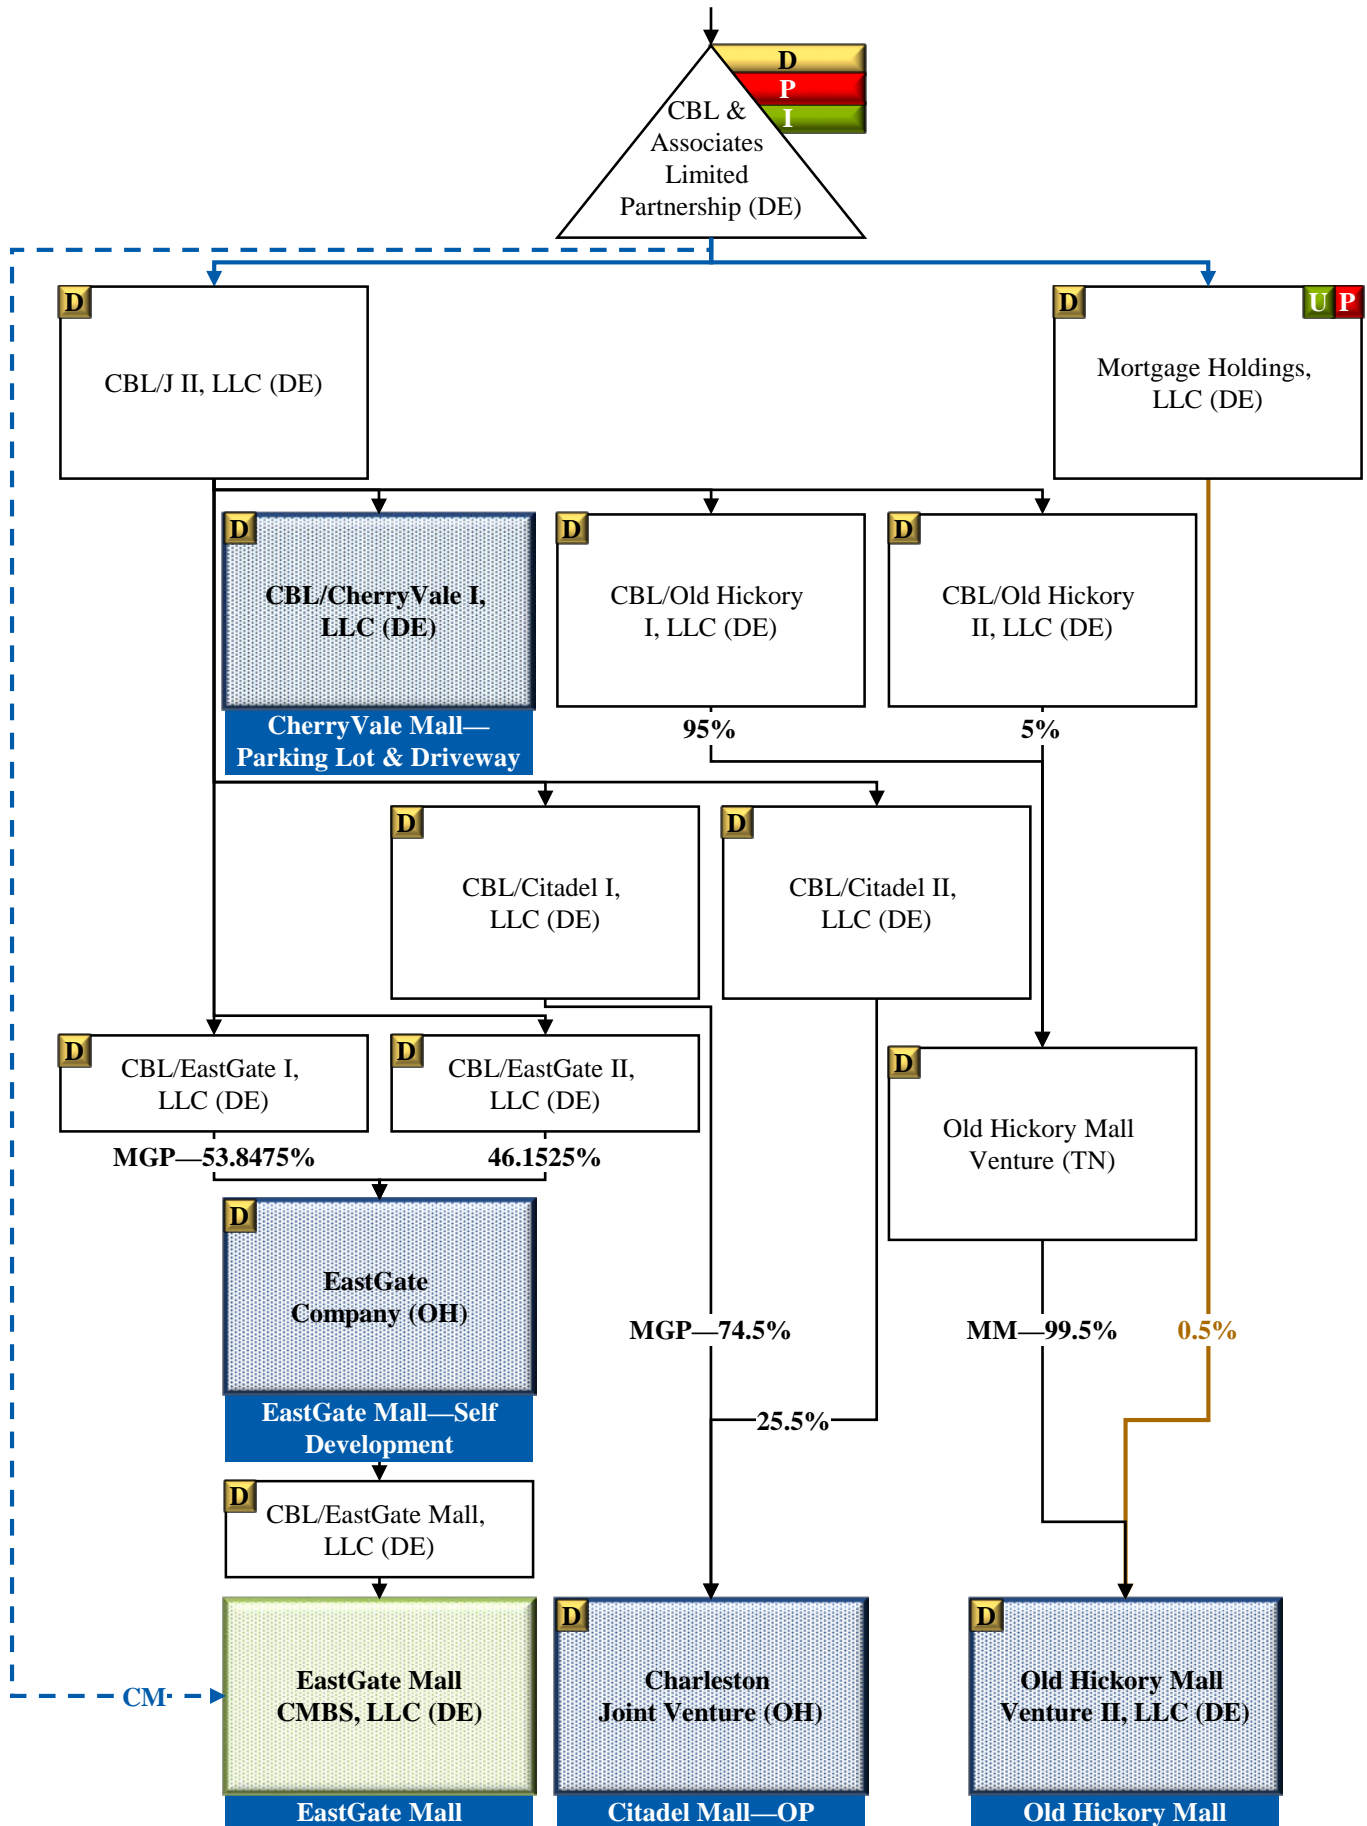 D
P
I
CBL &
Associates
Limited
Partnership (DE)
D
CBL/J II, LLC (DE)
D
U P
Mortgage Holdings,
LLC (DE)
D
CBL/CherryVale I,
LLC (DE)
CherryVale Mall—
Parking Lot & Driveway
D
CBL/Old Hickory
I, LLC (DE)
95%
D
CBL/Old Hickory
II, LLC (DE)
5%
D
CBL/Citadel I,
LLC (DE)
D
CBL/Citadel II,
LLC (DE)
D
CBL/EastGate I,
LLC (DE)
MGP—53.8475%
D
CBL/EastGate II,
LLC (DE)
46.1525%
D
Old Hickory Mall
Venture (TN)
D
EastGate
Company (OH)
EastGate Mall—Self
Development
MGP—74.5%
MM—99.5%
0.5%
25.5%
D
CBL/EastGate Mall,
LLC (DE)
CM
EastGate Mall
CMBS, LLC (DE)
EastGate Mall
D
Charleston
Joint Venture (OH)
Citadel Mall—OP
D
Old Hickory Mall
Venture II, LLC (DE)
Old Hickory Mall